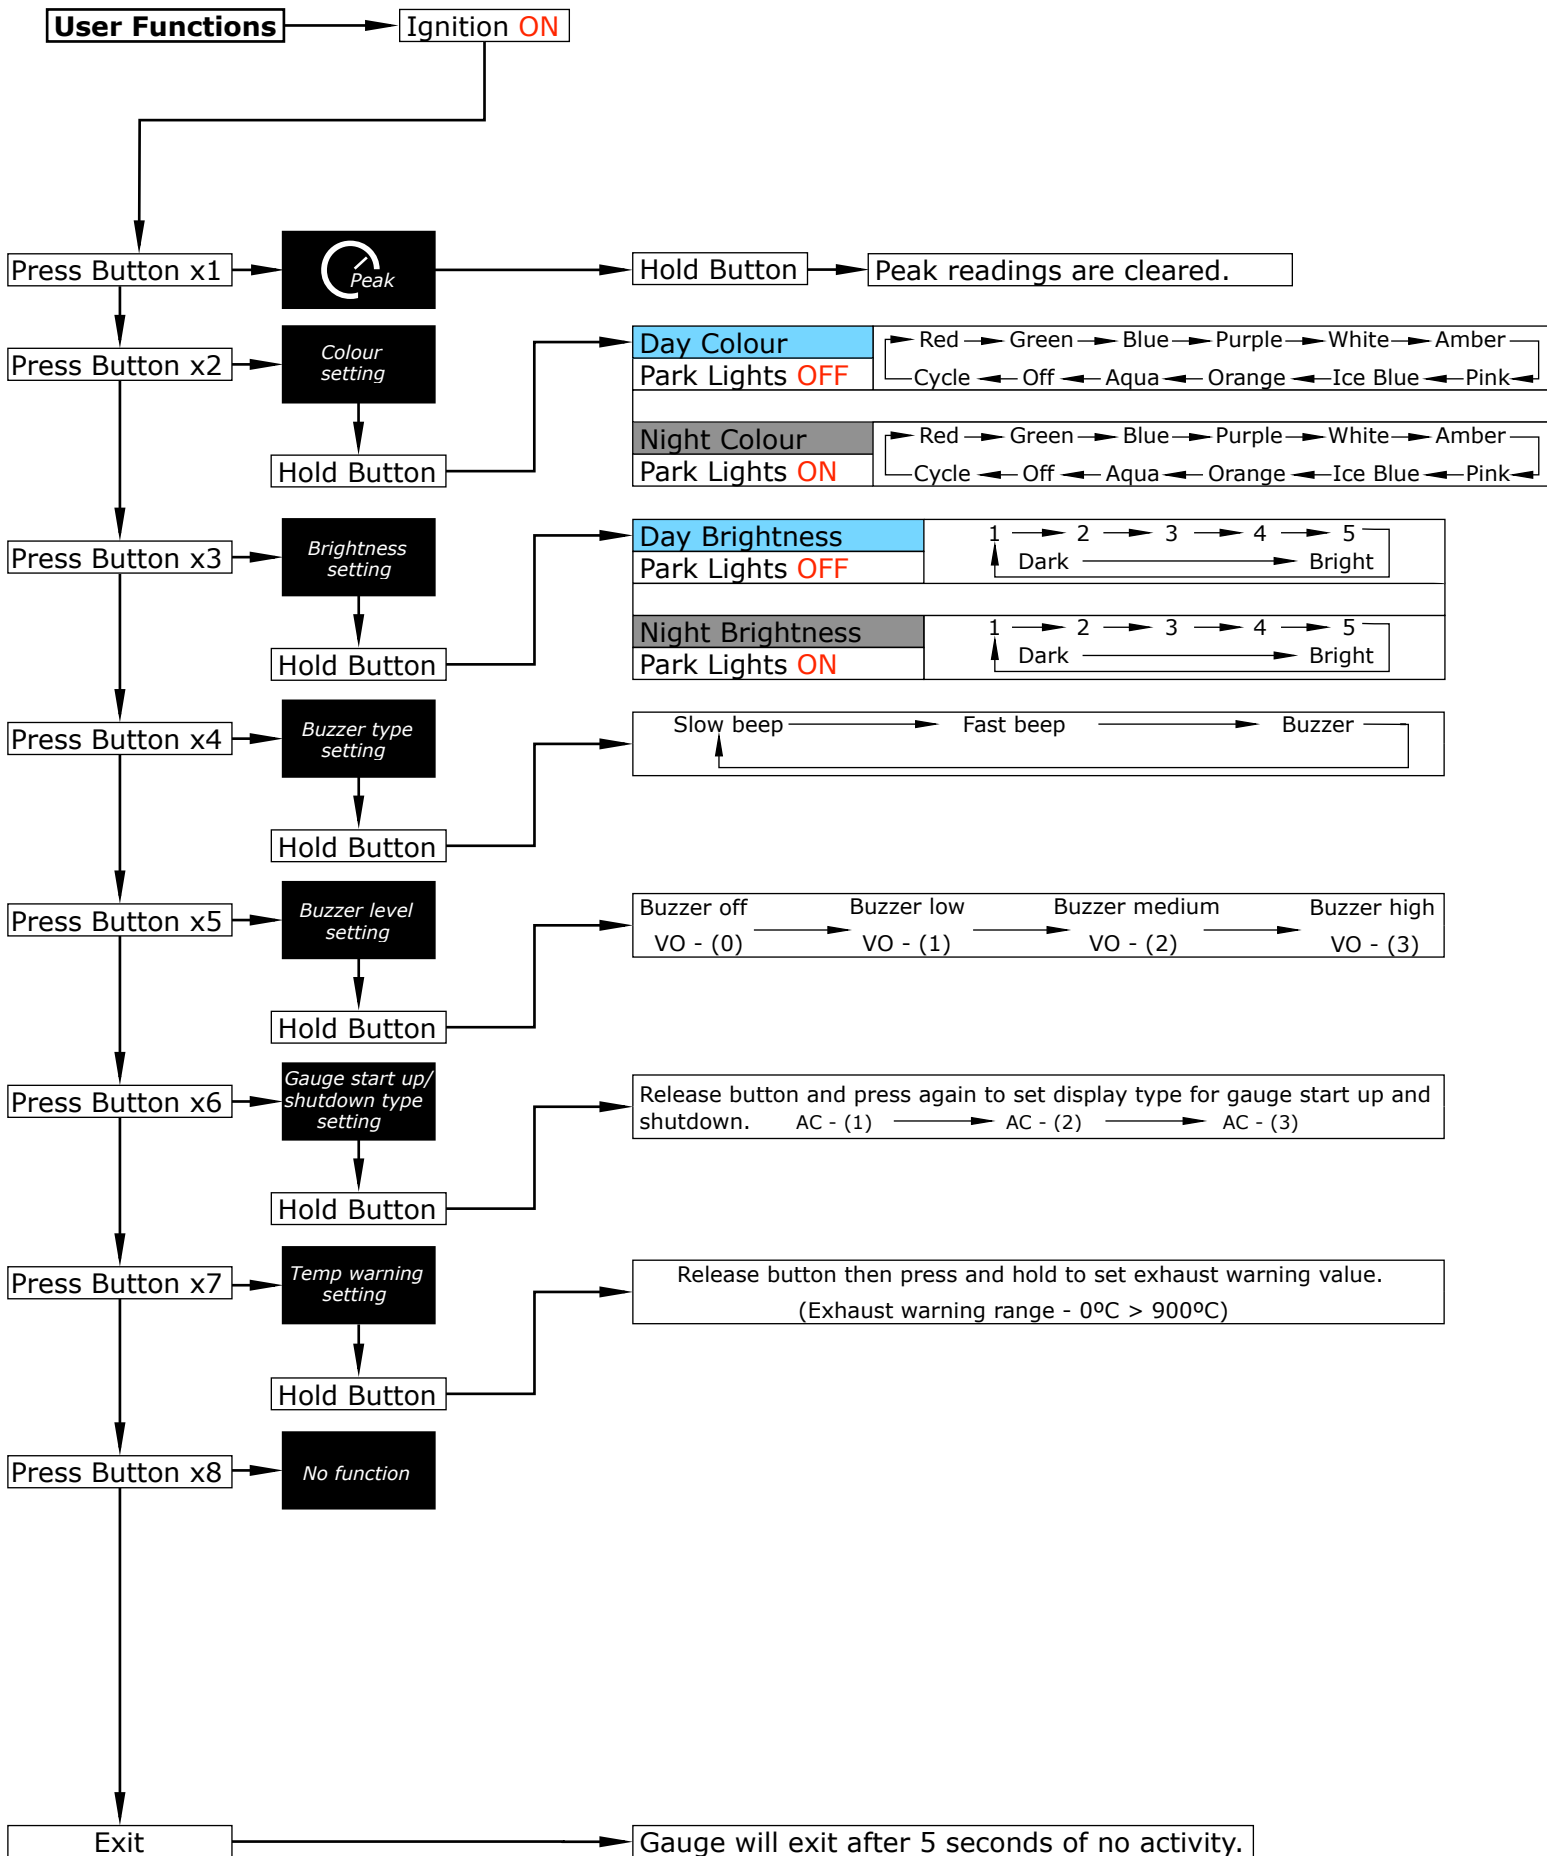 User Functions
Ignition ON
Press Button x1
Peak
Hold Button
Peak readings are cleared.
Press Button x2
Colour
setting
Hold Button
Day Colour
Park Lights OFF
Red Green Blue Purple White Amber
Cycle Off Aqua Orange Ice Blue Pink
Night Colour
Park Lights ON
Red Green Blue Purple White Amber
Cycle Off Aqua Orange Ice Blue Pink
Press Button x3
Brightness
setting
Hold Button
Day Brightness
Park Lights OFF
1 2 3 4 5
Dark Bright
Night Brightness
Park Lights ON
1 2 3 4 5
Dark Bright
Press Button x4
Buzzer type
setting
Hold Button
Slow beep Fast beep Buzzer
Press Button x5
Buzzer level
setting
Hold Button
Buzzer off Buzzer low Buzzer medium Buzzer high
VO - (0) VO - (1) VO - (2) VO - (3)
Press Button x6
Gauge start up/
shutdown type
setting
Hold Button
Release button and press again to set display type for gauge start up and
shutdown. AC - (1) AC - (2) AC - (3)
Press Button x7
Temp warning
setting
Hold Button
Release button then press and hold to set exhaust warning value.
(Exhaust warning range - 0ºC > 900ºC)
Press Button x8
No function
Exit
Gauge will exit after 5 seconds of no activity.